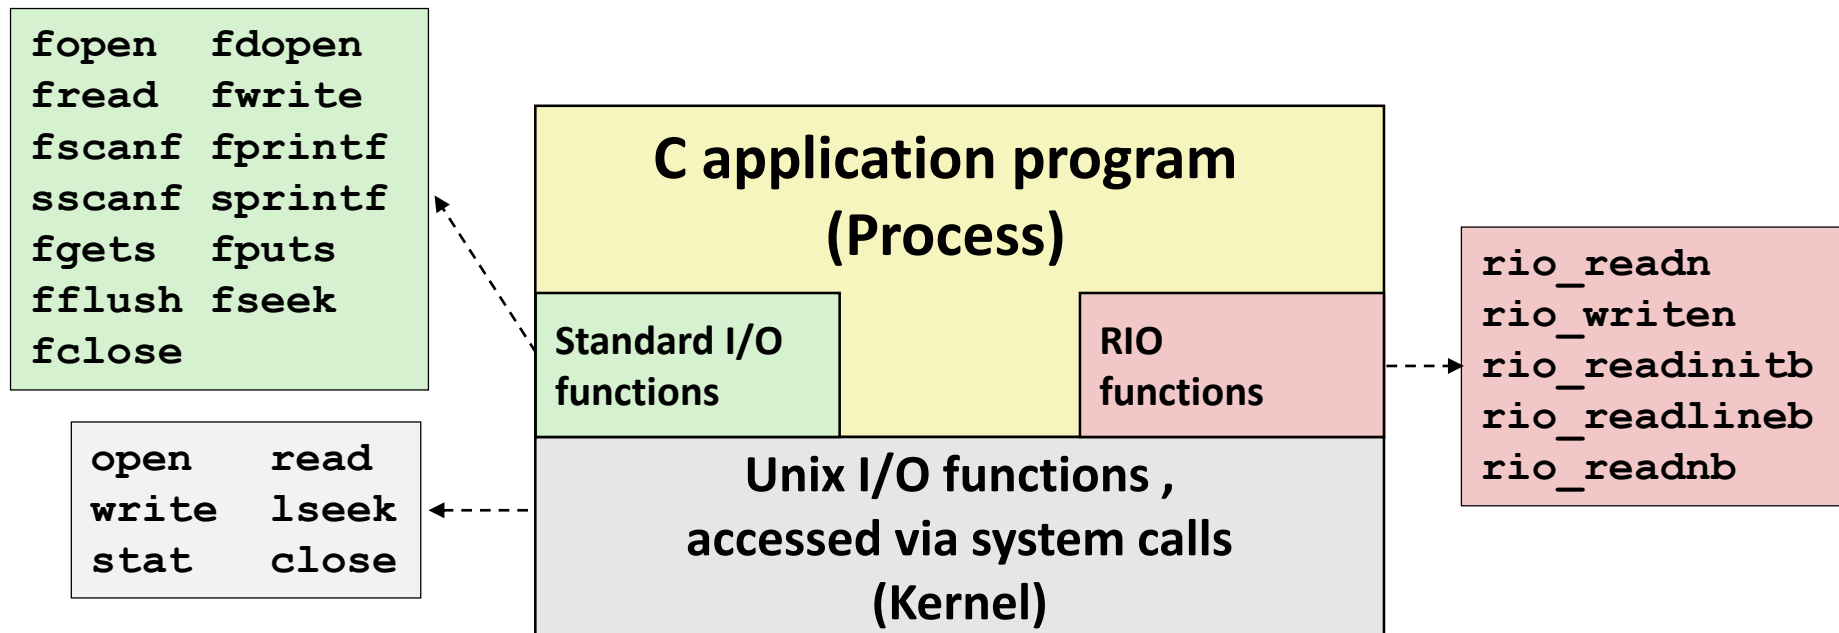 fopen fdopen
fread fwrite
fscanf fprintf
sscanf sprintf
fgets fputs
fflush fseek
fclose
open read
write lseek
stat close
C application program
(Process)
Standard I/O
functions
RIO
functions
Unix I/O functions ,
accessed via system calls
(Kernel)
rio_readn
rio_writen
rio_readinitb
rio_readlineb
rio_readnb